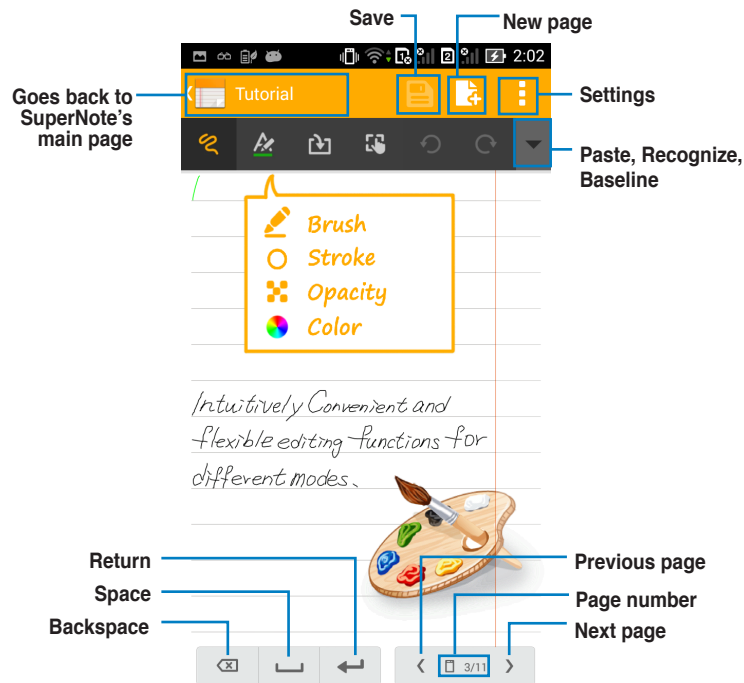 Save
New page
2:02
Goes back to
SuperNote's
main page
Tutorial
Settings
Paste, Recognize,
Baseline
Brush
Stroke
Opacity
Color
Intuitively Convenient and
flexible editing functions for
different modes.
Return
Space
Backspace
Previous page
Page number
Next page
3/11